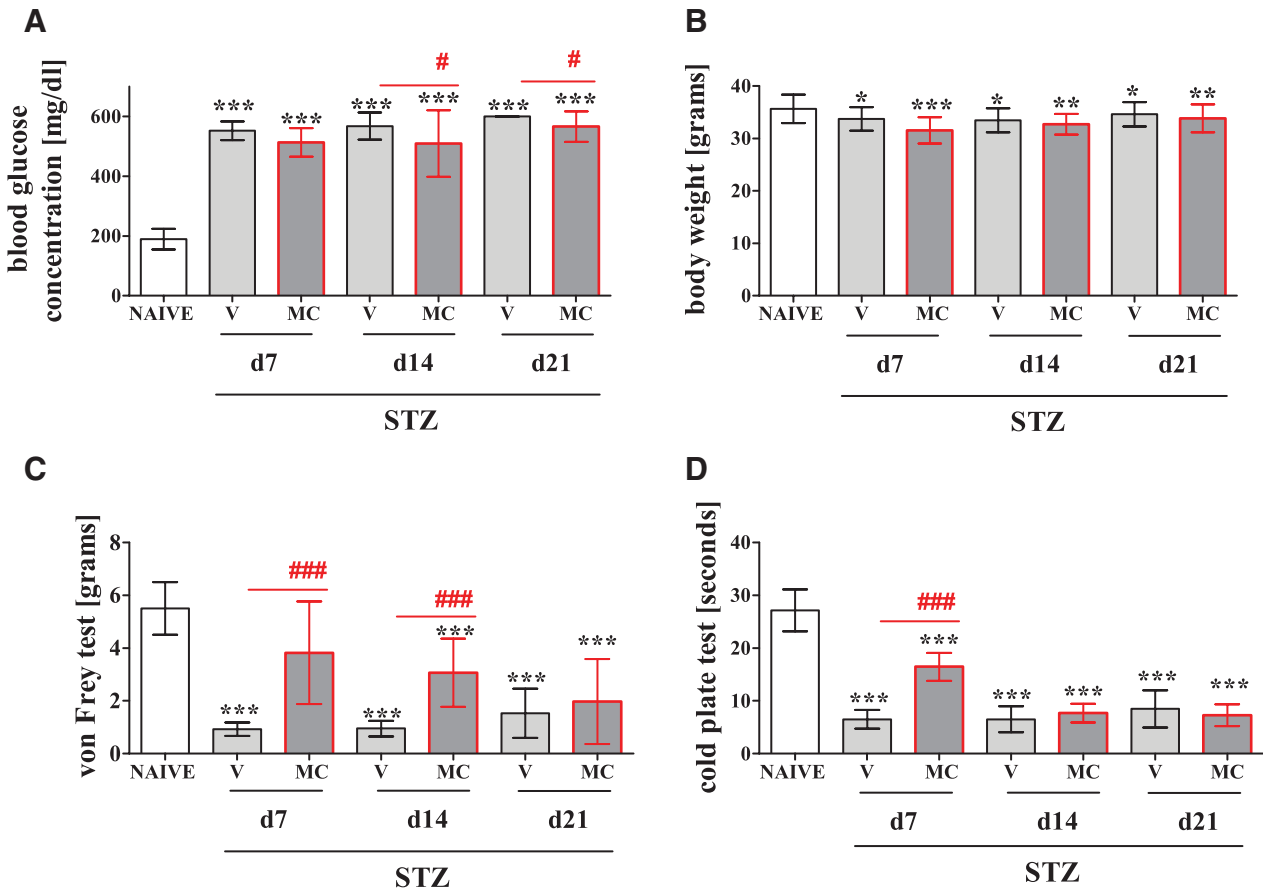 A
blood glucose
concentration [mg/dl]
600
400
200
0
#
#
***
***
***
***
***
***
NAIVE
V
MC
V
MC
V
MC
d7
d14
d21
STZ
B
body weight [grams]
40
30
20
10
0
*
***
*
**
*
**
NAIVE
V
MC
V
MC
V
MC
d7
d14
d21
STZ
C
von Frey test [grams]
8
6
4
2
0
###
###
***
***
***
***
***
NAIVE
V
MC
V
MC
V
MC
d7
d14
d21
STZ
D
cold plate test [seconds]
40
30
20
10
0
###
***
***
***
***
***
***
NAIVE
V
MC
V
MC
V
MC
d7
d14
d21
STZ